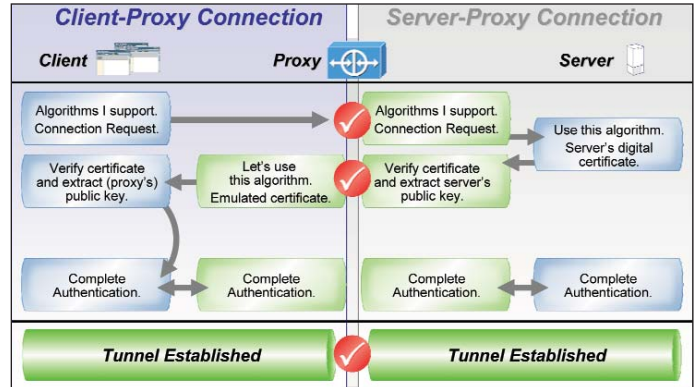 Client-Proxy Connection
Server-Proxy Connection
Client
Proxy
Server
Algorithms I support.
Connection Request.
Algorithms I support.
Connection Request.
Use this algorithm.
Server's digital
certificate.
Verify certificate
and extract (proxy's)
public key.
Let's use
this algorithm.
Emulated certificate.
Verify certificate
and extract server's
public key.
Complete
Authentication.
Complete
Authentication.
Complete
Authentication.
Complete
Authentication.
Tunnel Established
Tunnel Established